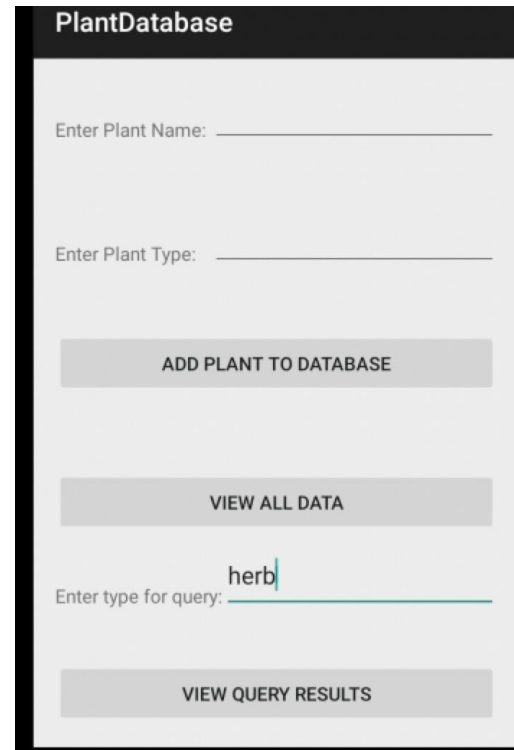 PlantDatabase
Enter Plant Name:
Enter Plant Type:
ADD PLANT TO DATABASE
VIEW ALL DATA
Enter type for query: herb
VIEW QUERY RESULTS